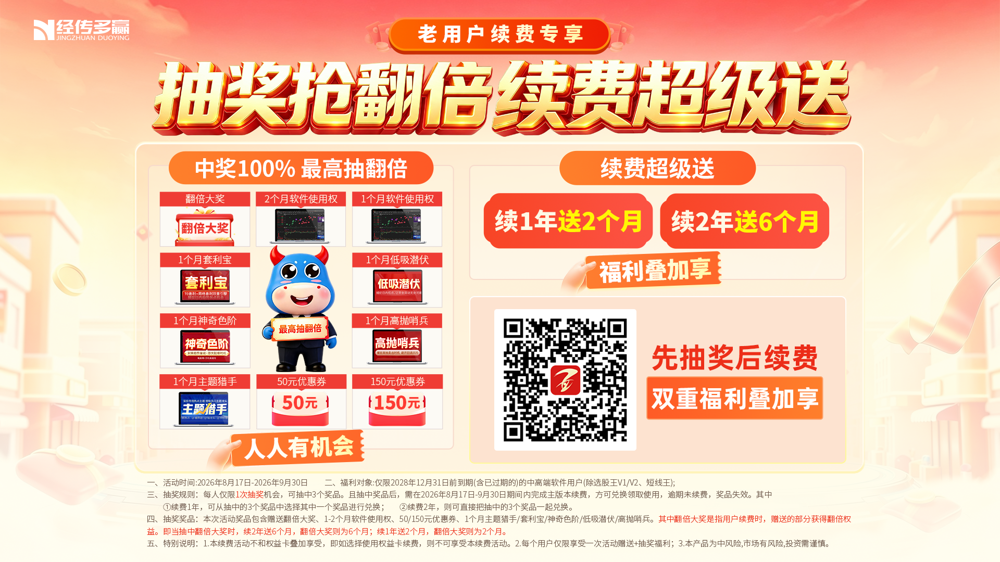 经传多赢
JINGZHUAN DUOYING
老用户续费专享
抽奖抢翻倍 续费超级送
中奖100% 最高抽翻倍
翻倍大奖
2个月软件使用权
1个月软件使用权
翻倍大奖
1个月套利宝
1个月低吸潜伏
套利宝
T0套利+网格套利双重引擎
低吸潜伏
1个月神奇色阶
1个月高抛哨兵
神奇色阶
高抛哨兵
最高抽翻倍
1个月主题猎手
50元优惠券
150元优惠券
主题猎手
50元
150元
人人有机会
续费超级送
续1年送2个月
续2年送6个月
福利叠加享
先抽奖后续费
双重福利叠加享
一、活动时间:2026年8月17日-2026年9月30日 二、福利对象:仅限2028年12月31日前到期(含已过期的)的中高端软件用户(除选股王V1/V2、短线王);
三、抽奖规则：每人仅限1次抽奖机会，可抽中3个奖品。且抽中奖品后，需在2026年8月17日-9月30日期间内完成主版本续费，方可兑换领取使用，逾期未续费，奖品失效。其中
①续费1年，可从抽中的3个奖品中选择其中一个奖品进行兑换； ②续费2年，则可直接把抽中的3个奖品一起兑换。
四、抽奖奖品：本次活动奖品包含赠送翻倍大奖、1-2个月软件使用权、50/150元优惠券、1个月主题猎手/套利宝/神奇色阶/低吸潜伏/高抛哨兵。其中翻倍大奖是指用户续费时，赠送的部分获得翻倍权
益。即当抽中翻倍大奖时，续2年送6个月，翻倍大奖则为6个月；续1年送2个月，翻倍大奖则为2个月。
五、特别说明：1.本续费活动不和权益卡叠加享受，即如选择使用权益卡续费，则不可享受本续费活动。2.每个用户仅限享受一次活动赠送+抽奖福利；3.本产品为中风险,市场有风险,投资需谨慎。